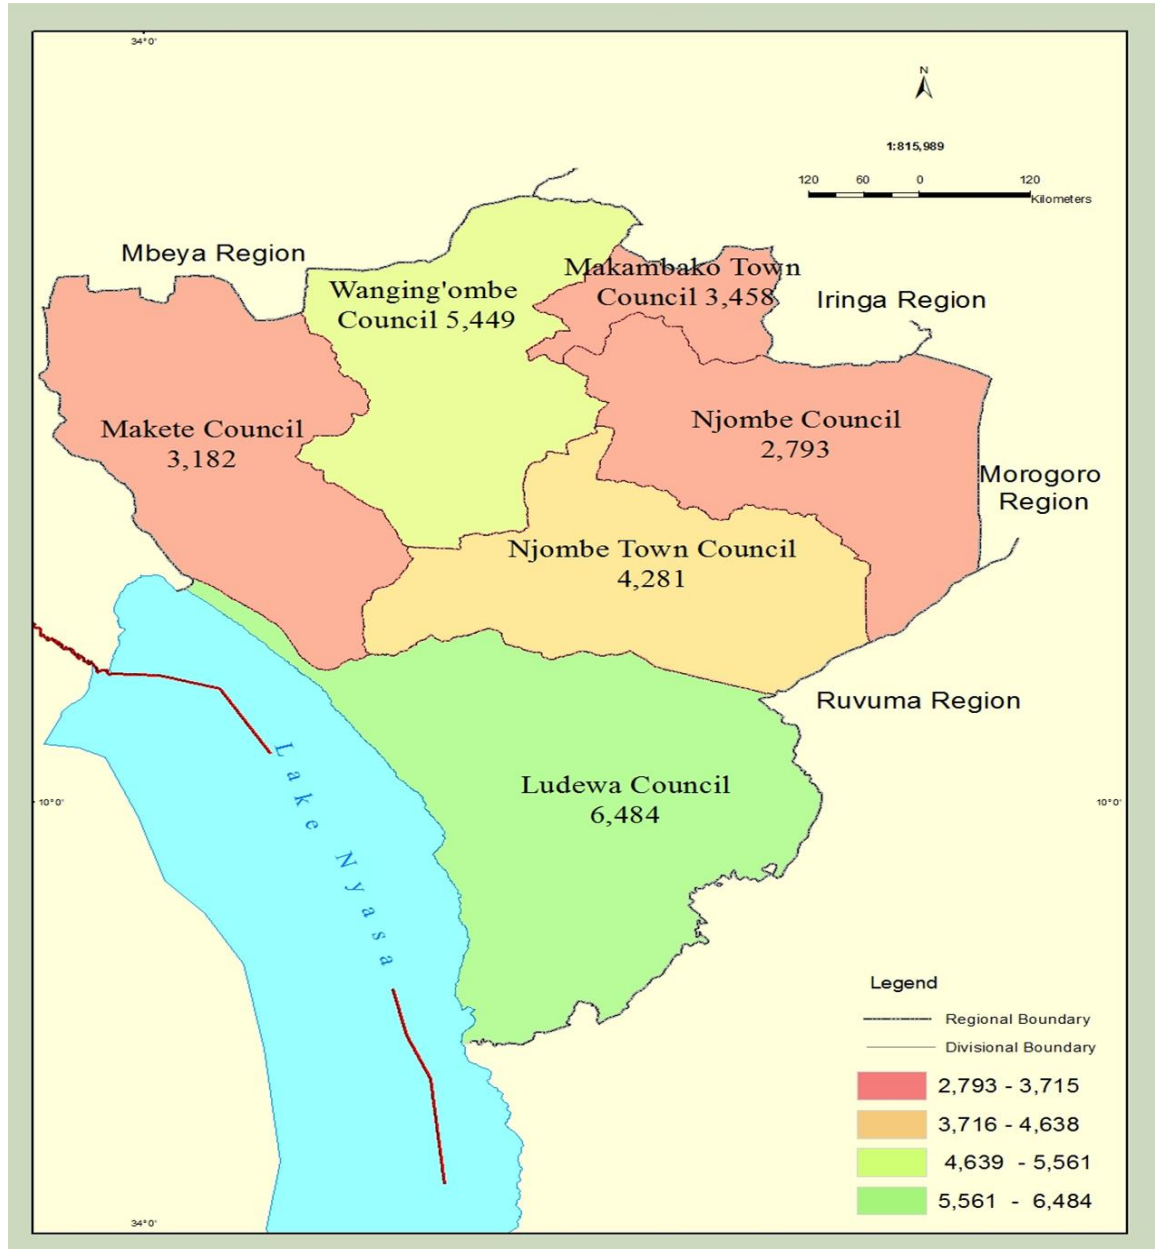 34°0'
N
1:815,989
120 60 0 120
Kilometers
Mbeya Region
Makambako Town
Council 3,458
Wanging'ombe
Council 5,449
Iringa Region
Makete Council
3,182
Njombe Council
2,793
Morogoro
Region
Njombe Town Council
4,281
Ruvuma Region
Lake Nyasa
Ludewa Council
6,484
10°0'
10°0'
Legend
Regional Boundary
Divisional Boundary
2,793 - 3,715
3,716 - 4,638
4,639 - 5,561
5,561 - 6,484
34°0'